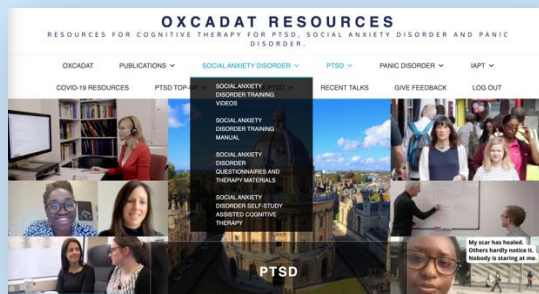 OXCADAT RESOURCES
RESOURCES FOR COGNITIVE THERAPY FOR PTSD, SOCIAL ANXIETY DISORDER AND PANIC
DISORDER.
OXCADAT PUBLICATIONS SOCIAL ANXIETY DISORDER PTSD PANIC DISORDER IAPT
COVID-19 RESOURCES PTSD TOP-UP RECENT TALKS GIVE FEEDBACK LOG OUT
SOCIAL ANXIETY
DISORDER TRAINING
VIDEOS
SOCIAL ANXIETY
DISORDER TRAINING
MANUAL
SOCIAL ANXIETY
DISORDER
QUESTIONNAIRES AND
THERAPY MATERIALS
SOCIAL ANXIETY
DISORDER SELF-STUDY
ASSISTED COGNITIVE
THERAPY
My scar has healed.
Others hardly notice it.
Nobody is staring at me.
PTSD